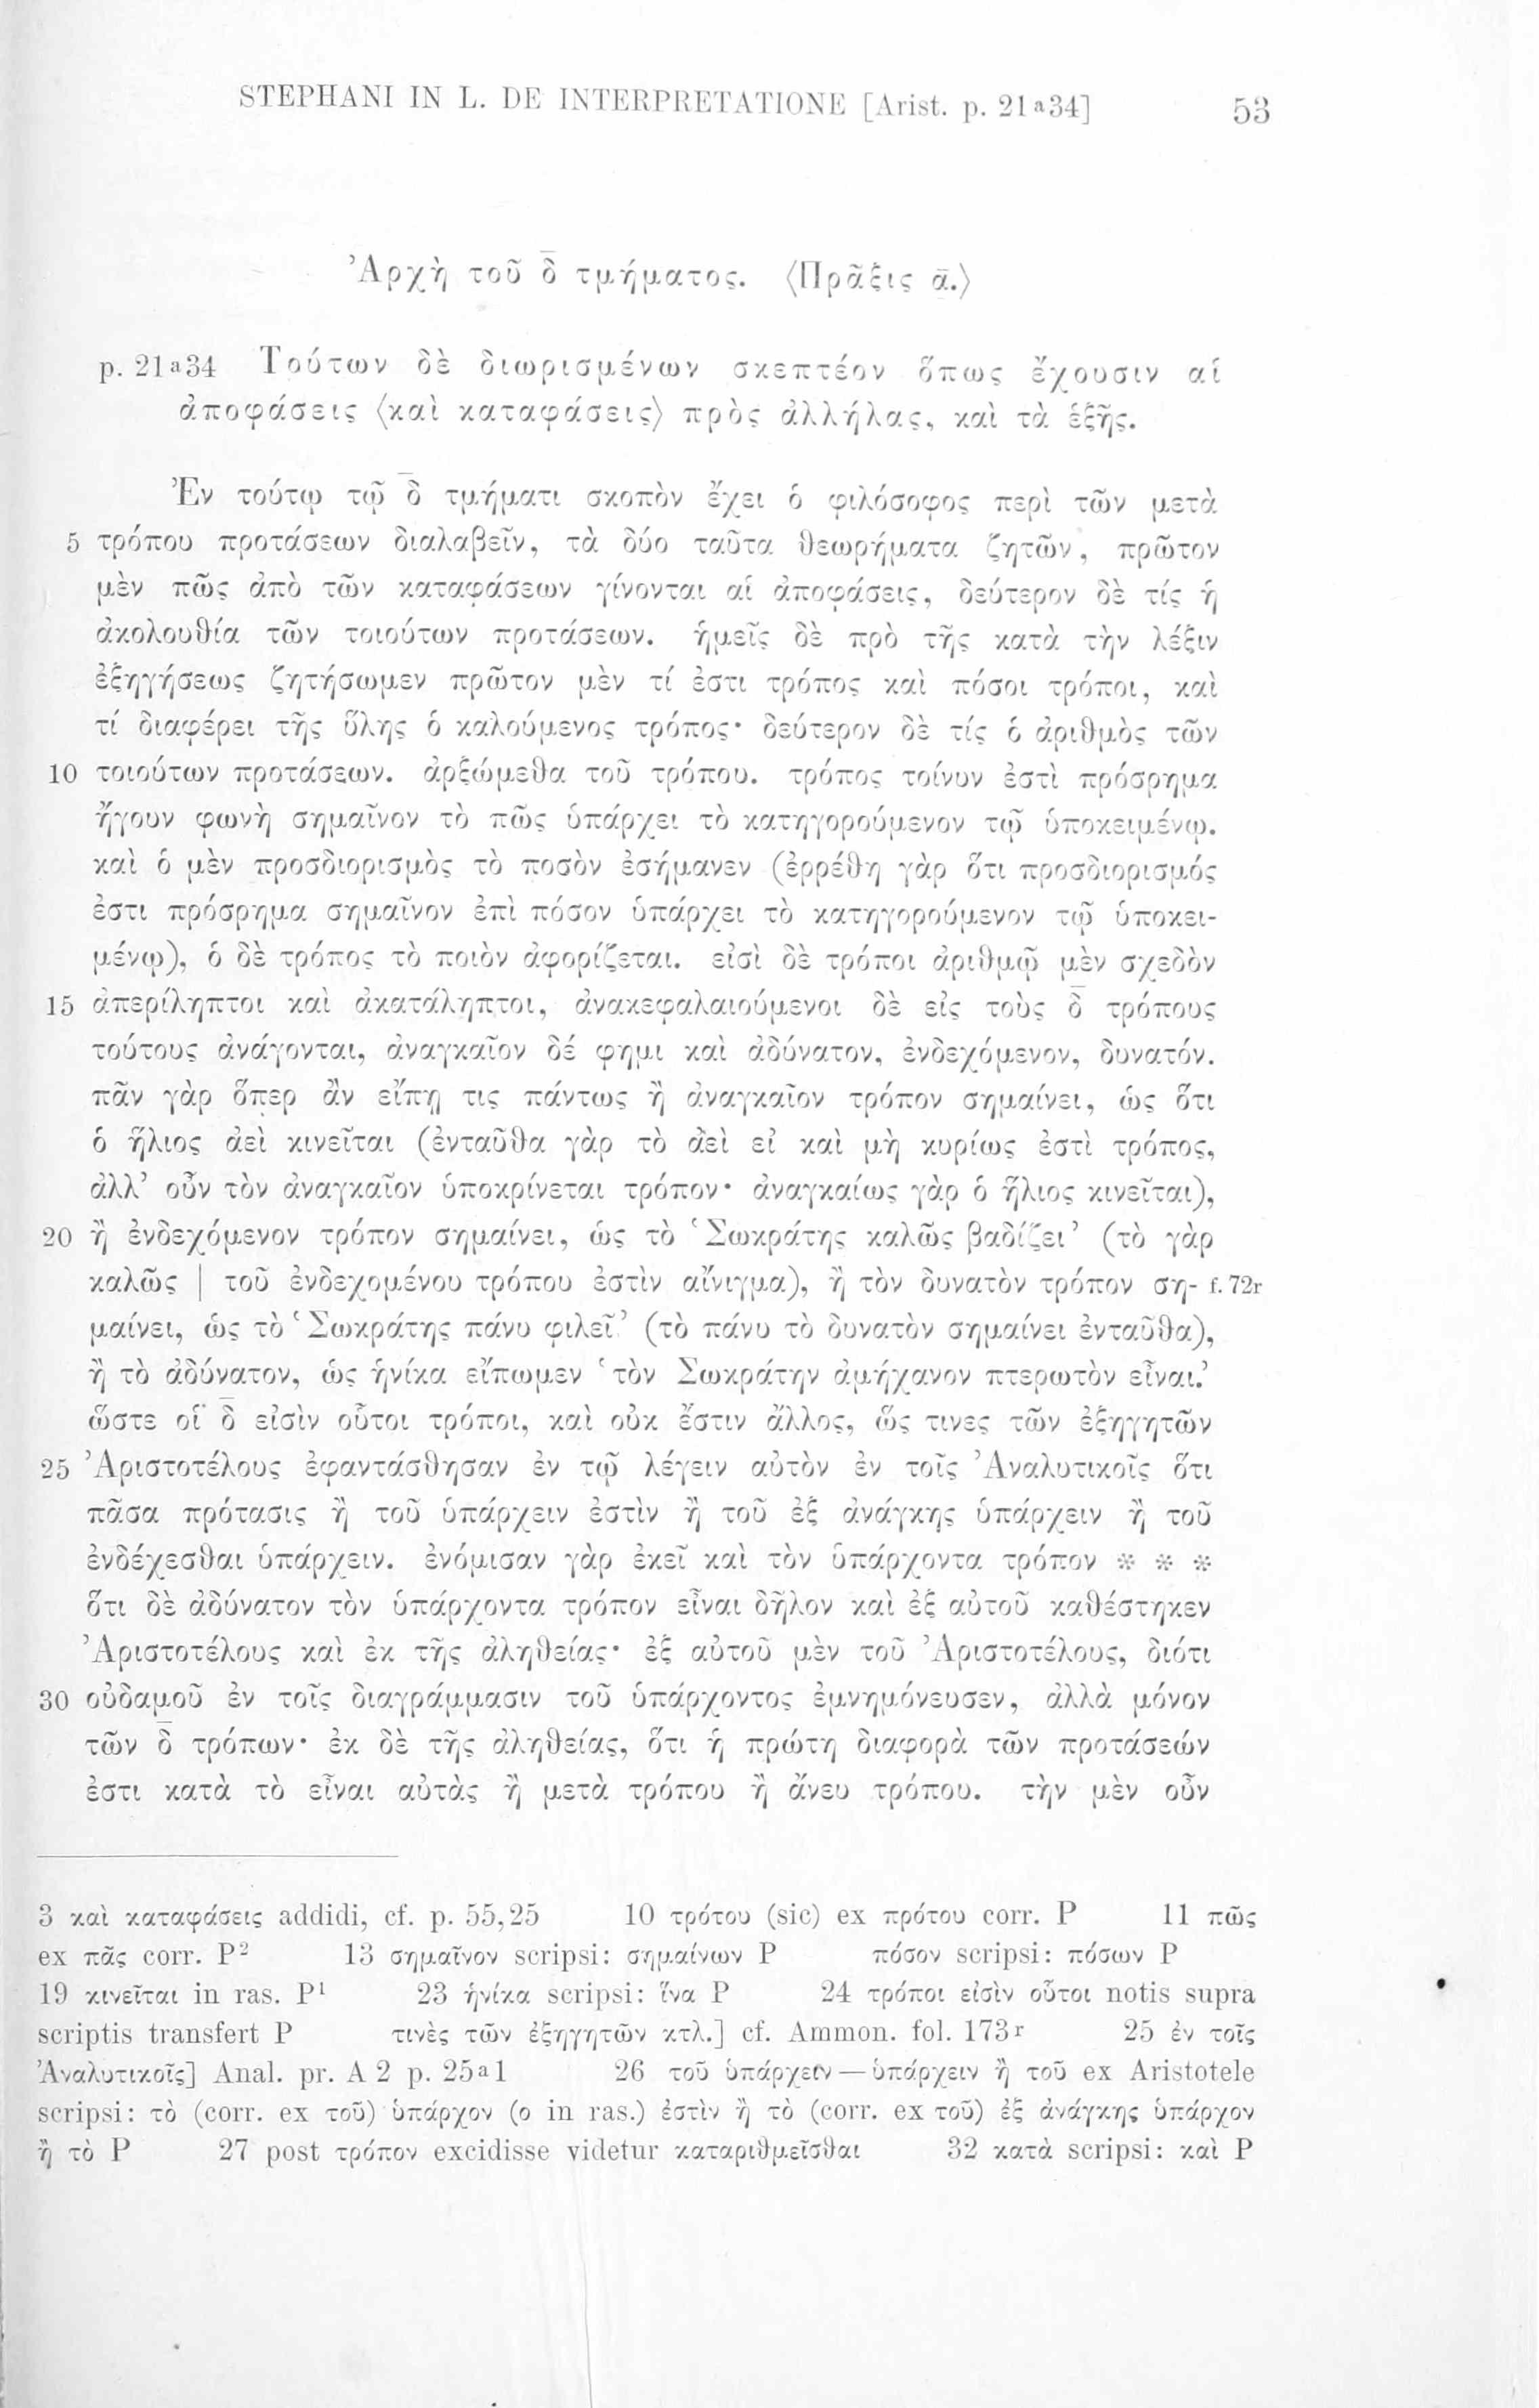 STEPHANI IN L. DE INTERPRETATIONE [Arist. p. 21ᵃ34] 53
Ἀρχὴ τοῦ δ̄ τμήματος. ⟨Πρᾶξις ᾱ.⟩
p. 21ᵃ34 Τούτων δὲ διωρισμένων σκεπτέον ὅπως ἔχουσιν αἱ
ἀποφάσεις ⟨καὶ καταφάσεις⟩ πρὸς ἀλλήλας, καὶ τὰ ἑξῆς.
Ἐν τούτῳ τῷ δ̄ τμήματι σκοπὸν ἔχει ὁ φιλόσοφος περὶ τῶν μετὰ
5 τρόπου προτάσεων διαλαβεῖν, τὰ δύο ταῦτα θεωρήματα ζητῶν, πρῶτον
μὲν πῶς ἀπὸ τῶν καταφάσεων γίνονται αἱ ἀποφάσεις, δεύτερον δὲ τίς ἡ
ἀκολουθία τῶν τοιούτων προτάσεων. ἡμεῖς δὲ πρὸ τῆς κατὰ τὴν λέξιν
ἐξηγήσεως ζητήσωμεν πρῶτον μὲν τί ἐστι τρόπος καὶ πόσοι τρόποι, καὶ
τί διαφέρει τῆς ὕλης ὁ καλούμενος τρόπος· δεύτερον δὲ τίς ὁ ἀριθμὸς τῶν
10 τοιούτων προτάσεων. ἀρξώμεθα τοῦ τρόπου. τρόπος τοίνυν ἐστὶ πρόσρημα
ἤγουν φωνὴ σημαῖνον τὸ πῶς ὑπάρχει τὸ κατηγορούμενον τῷ ὑποκειμένῳ.
καὶ ὁ μὲν προσδιορισμὸς τὸ ποσὸν ἐσήμανεν (ἐρρέθη γὰρ ὅτι προσδιορισμός
ἐστι πρόσρημα σημαῖνον ἐπὶ πόσον ὑπάρχει τὸ κατηγορούμενον τῷ ὑποκει-
μένῳ), ὁ δὲ τρόπος τὸ ποιὸν ἀφορίζεται. εἰσὶ δὲ τρόποι ἀριθμῷ μὲν σχεδὸν
15 ἀπερίληπτοι καὶ ἀκατάληπτοι, ἀνακεφαλαιούμενοι δὲ εἰς τοὺς δ̄ τρόπους
τούτους ἀνάγονται, ἀναγκαῖον δέ φημι καὶ ἀδύνατον, ἐνδεχόμενον, δυνατόν.
πᾶν γὰρ ὅπερ ἂν εἴπῃ τις πάντως ἢ ἀναγκαῖον τρόπον σημαίνει, ὡς ὅτι
ὁ ἥλιος ἀεὶ κινεῖται (ἐνταῦθα γὰρ τὸ ἀεὶ εἰ καὶ μὴ κυρίως ἐστὶ τρόπος,
ἀλλ’ οὖν τὸν ἀναγκαῖον ὑποκρίνεται τρόπον· ἀναγκαίως γὰρ ὁ ἥλιος κινεῖται),
20 ἢ ἐνδεχόμενον τρόπον σημαίνει, ὡς τὸ ‘Σωκράτης καλῶς βαδίζει’ (τὸ γὰρ
καλῶς | τοῦ ἐνδεχομένου τρόπου ἐστὶν αἴνιγμα), ἢ τὸν δυνατὸν τρόπον ση- f. 72r
μαίνει, ὡς τὸ ‘Σωκράτης πάνυ φιλεῖ’ (τὸ πάνυ τὸ δυνατὸν σημαίνει ἐνταῦθα),
ἢ τὸ ἀδύνατον, ὡς ἡνίκα εἴπωμεν ‘τὸν Σωκράτην ἀμήχανον πτερωτὸν εἶναι.’
ὥστε οἱ δ̄ εἰσὶν οὗτοι τρόποι, καὶ οὐκ ἔστιν ἄλλος, ὥς τινες τῶν ἐξηγητῶν
25 Ἀριστοτέλους ἐφαντάσθησαν ἐν τῷ λέγειν αὐτὸν ἐν τοῖς Ἀναλυτικοῖς ὅτι
πᾶσα πρότασις ἢ τοῦ ὑπάρχειν ἐστὶν ἢ τοῦ ἐξ ἀνάγκης ὑπάρχειν ἢ τοῦ
ἐνδέχεσθαι ὑπάρχειν. ἐνόμισαν γὰρ ἐκεῖ καὶ τὸν ὑπάρχοντα τρόπον * * *
ὅτι δὲ ἀδύνατον τὸν ὑπάρχοντα τρόπον εἶναι δῆλον καὶ ἐξ αὐτοῦ καθέστηκεν
Ἀριστοτέλους καὶ ἐκ τῆς ἀληθείας· ἐξ αὐτοῦ μὲν τοῦ Ἀριστοτέλους, διότι
30 οὐδαμοῦ ἐν τοῖς διαγράμμασιν τοῦ ὑπάρχοντος ἐμνημόνευσεν, ἀλλὰ μόνον
τῶν δ̄ τρόπων· ἐκ δὲ τῆς ἀληθείας, ὅτι ἡ πρώτη διαφορὰ τῶν προτάσεών
ἐστι κατὰ τὸ εἶναι αὐτὰς ἢ μετὰ τρόπου ἢ ἄνευ τρόπου. τὴν μὲν οὖν
3 καὶ καταφάσεις addidi, cf. p. 55,25 10 τρότου (sic) ex πρότου corr. P 11 πῶς
ex πᾶς corr. P² 13 σημαῖνον scripsi: σημαίνων P πόσον scripsi: πόσων P
19 κινεῖται in ras. P¹ 23 ἡνίκα scripsi: ἵνα P 24 τρόποι εἰσὶν οὗτοι notis supra
scriptis transfert P τινὲς τῶν ἐξηγητῶν κτλ.] cf. Ammon. fol. 173ʳ 25 ἐν τοῖς
Ἀναλυτικοῖς] Anal. pr. A 2 p. 25ᵃ1 26 τοῦ ὑπάρχειν — ὑπάρχειν ἢ τοῦ ex Aristotele
scripsi: τὸ (corr. ex τοῦ) ὑπάρχον (ο in ras.) ἐστὶν ἢ τὸ (corr. ex τοῦ) ἐξ ἀνάγκης ὑπάρχον
ἢ τὸ P 27 post τρόπον excidisse videtur καταριθμεῖσθαι 32 κατὰ scripsi: καὶ P